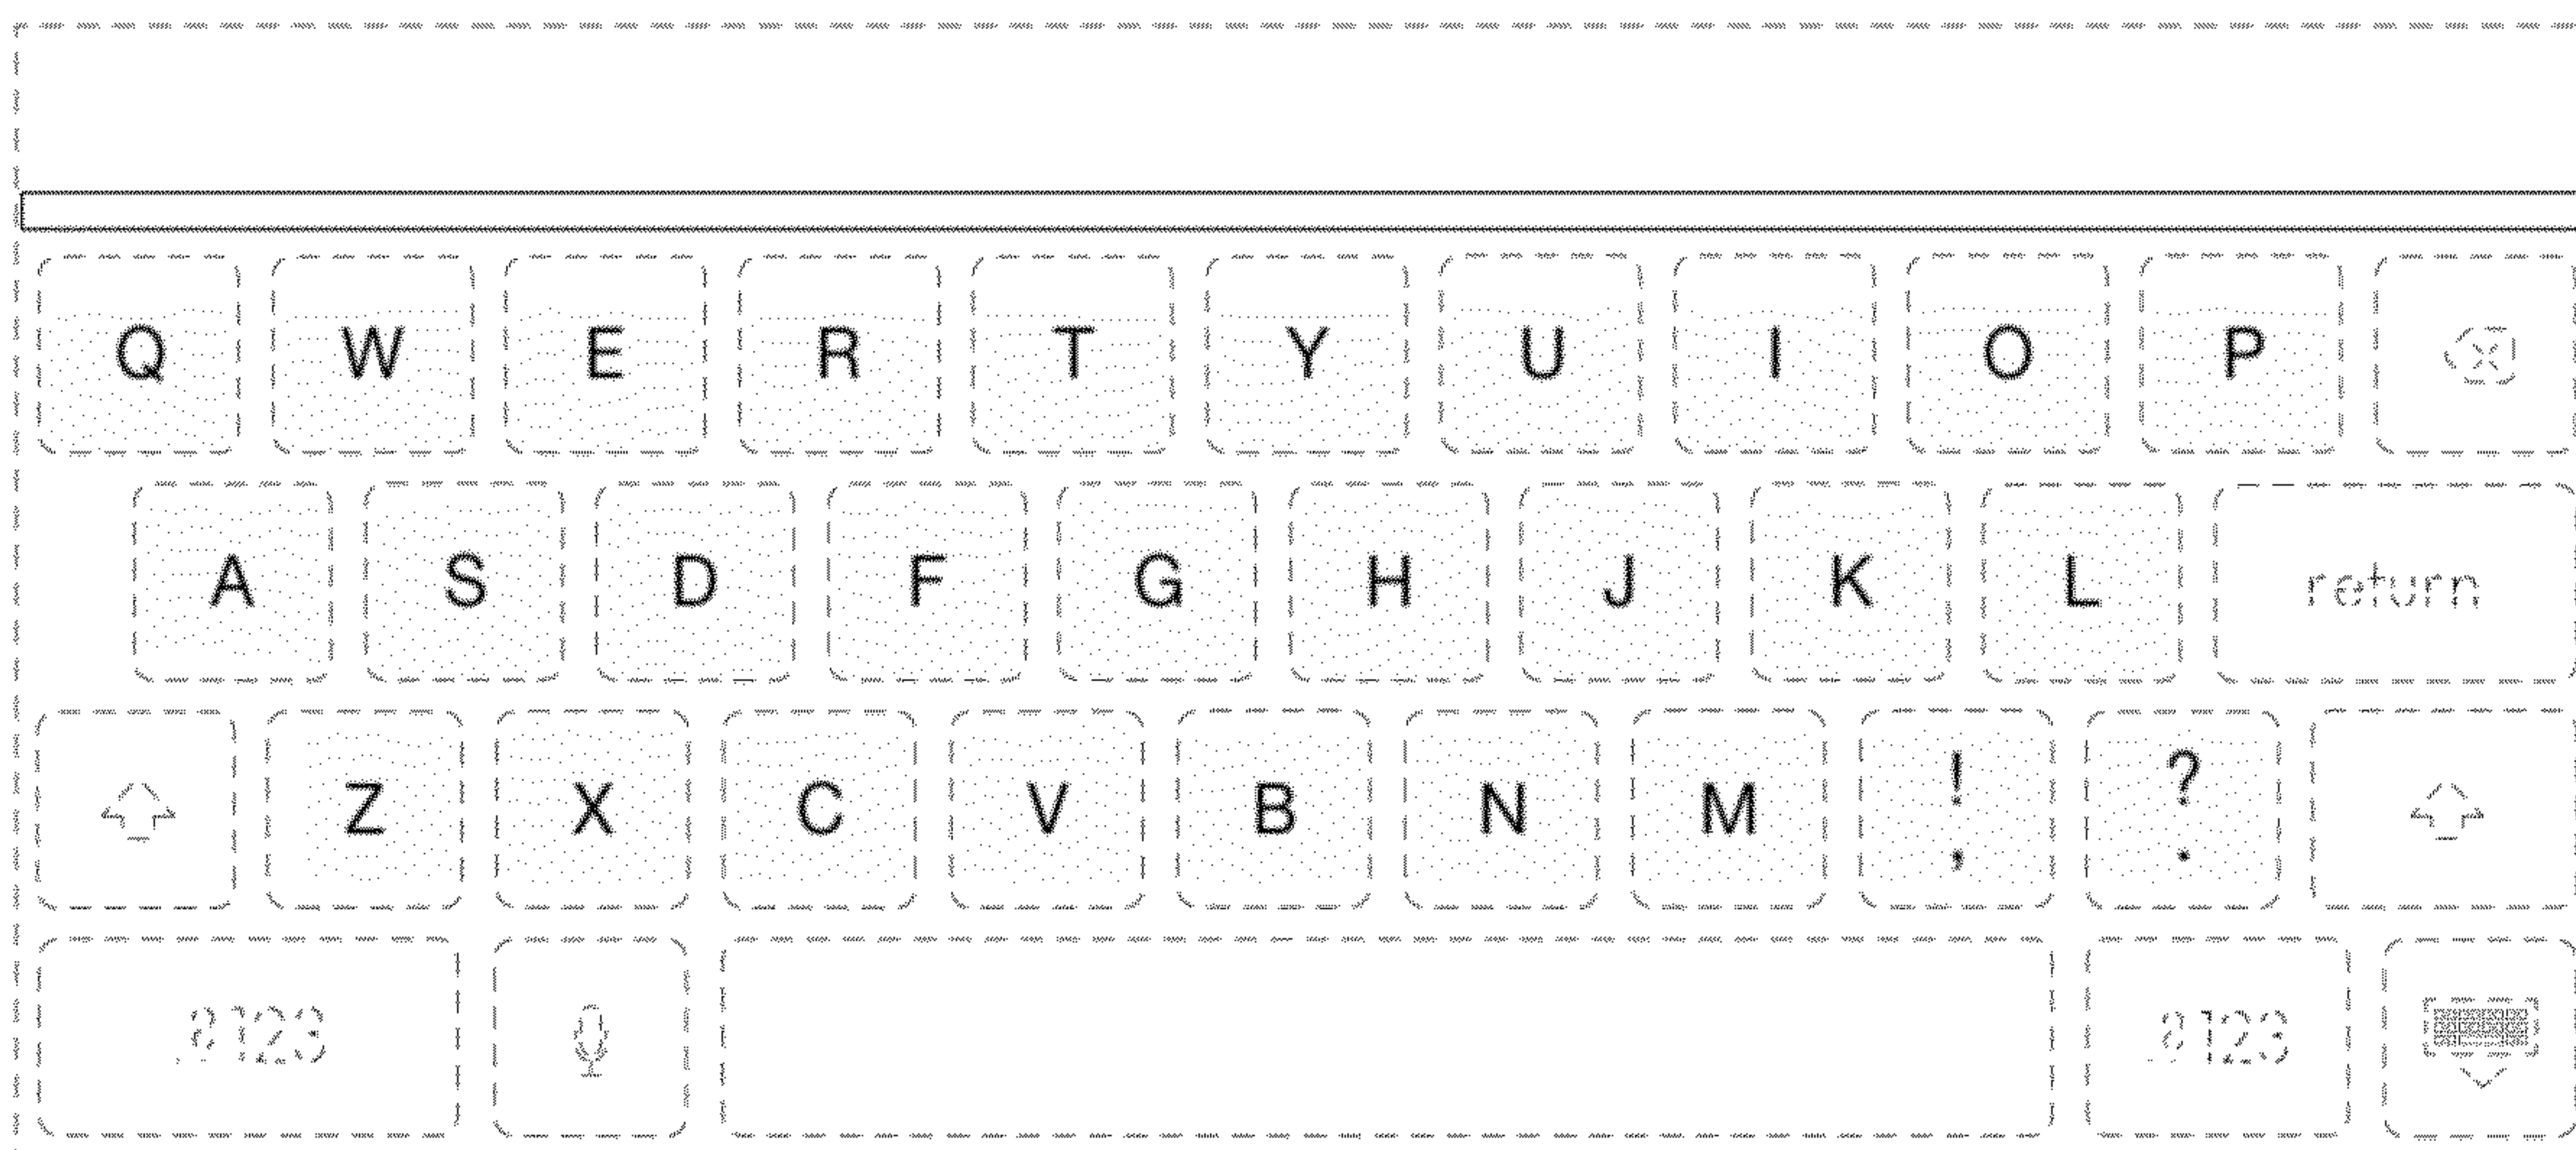 Q W E R T Y U I O P
A S D F G H J K L return
Z X C V B N M ! , ? .
.?123 .?123